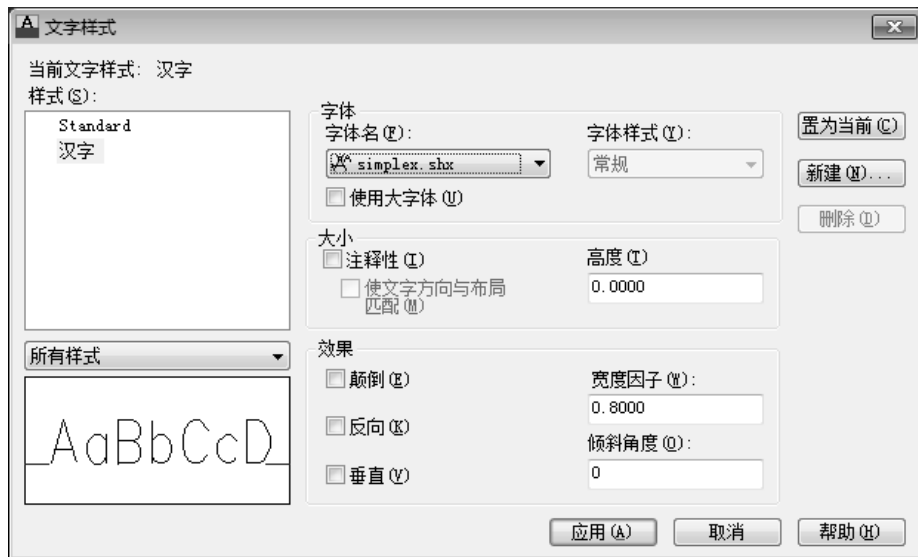 文字样式
当前文字样式: 汉字
样式(S):
Standard
汉字
所有样式
AaBbCcD
字体
字体名(F):
simplex.shx
使用大字体(U)
字体样式(Y):
常规
大小
注释性(I)
使文字方向与布局
匹配(M)
高度(T)
0.0000
效果
颠倒(E)
反向(K)
垂直(V)
宽度因子(W):
0.8000
倾斜角度(O):
0
置为当前(C)
新建(N)...
删除(D)
应用(A)
取消
帮助(H)